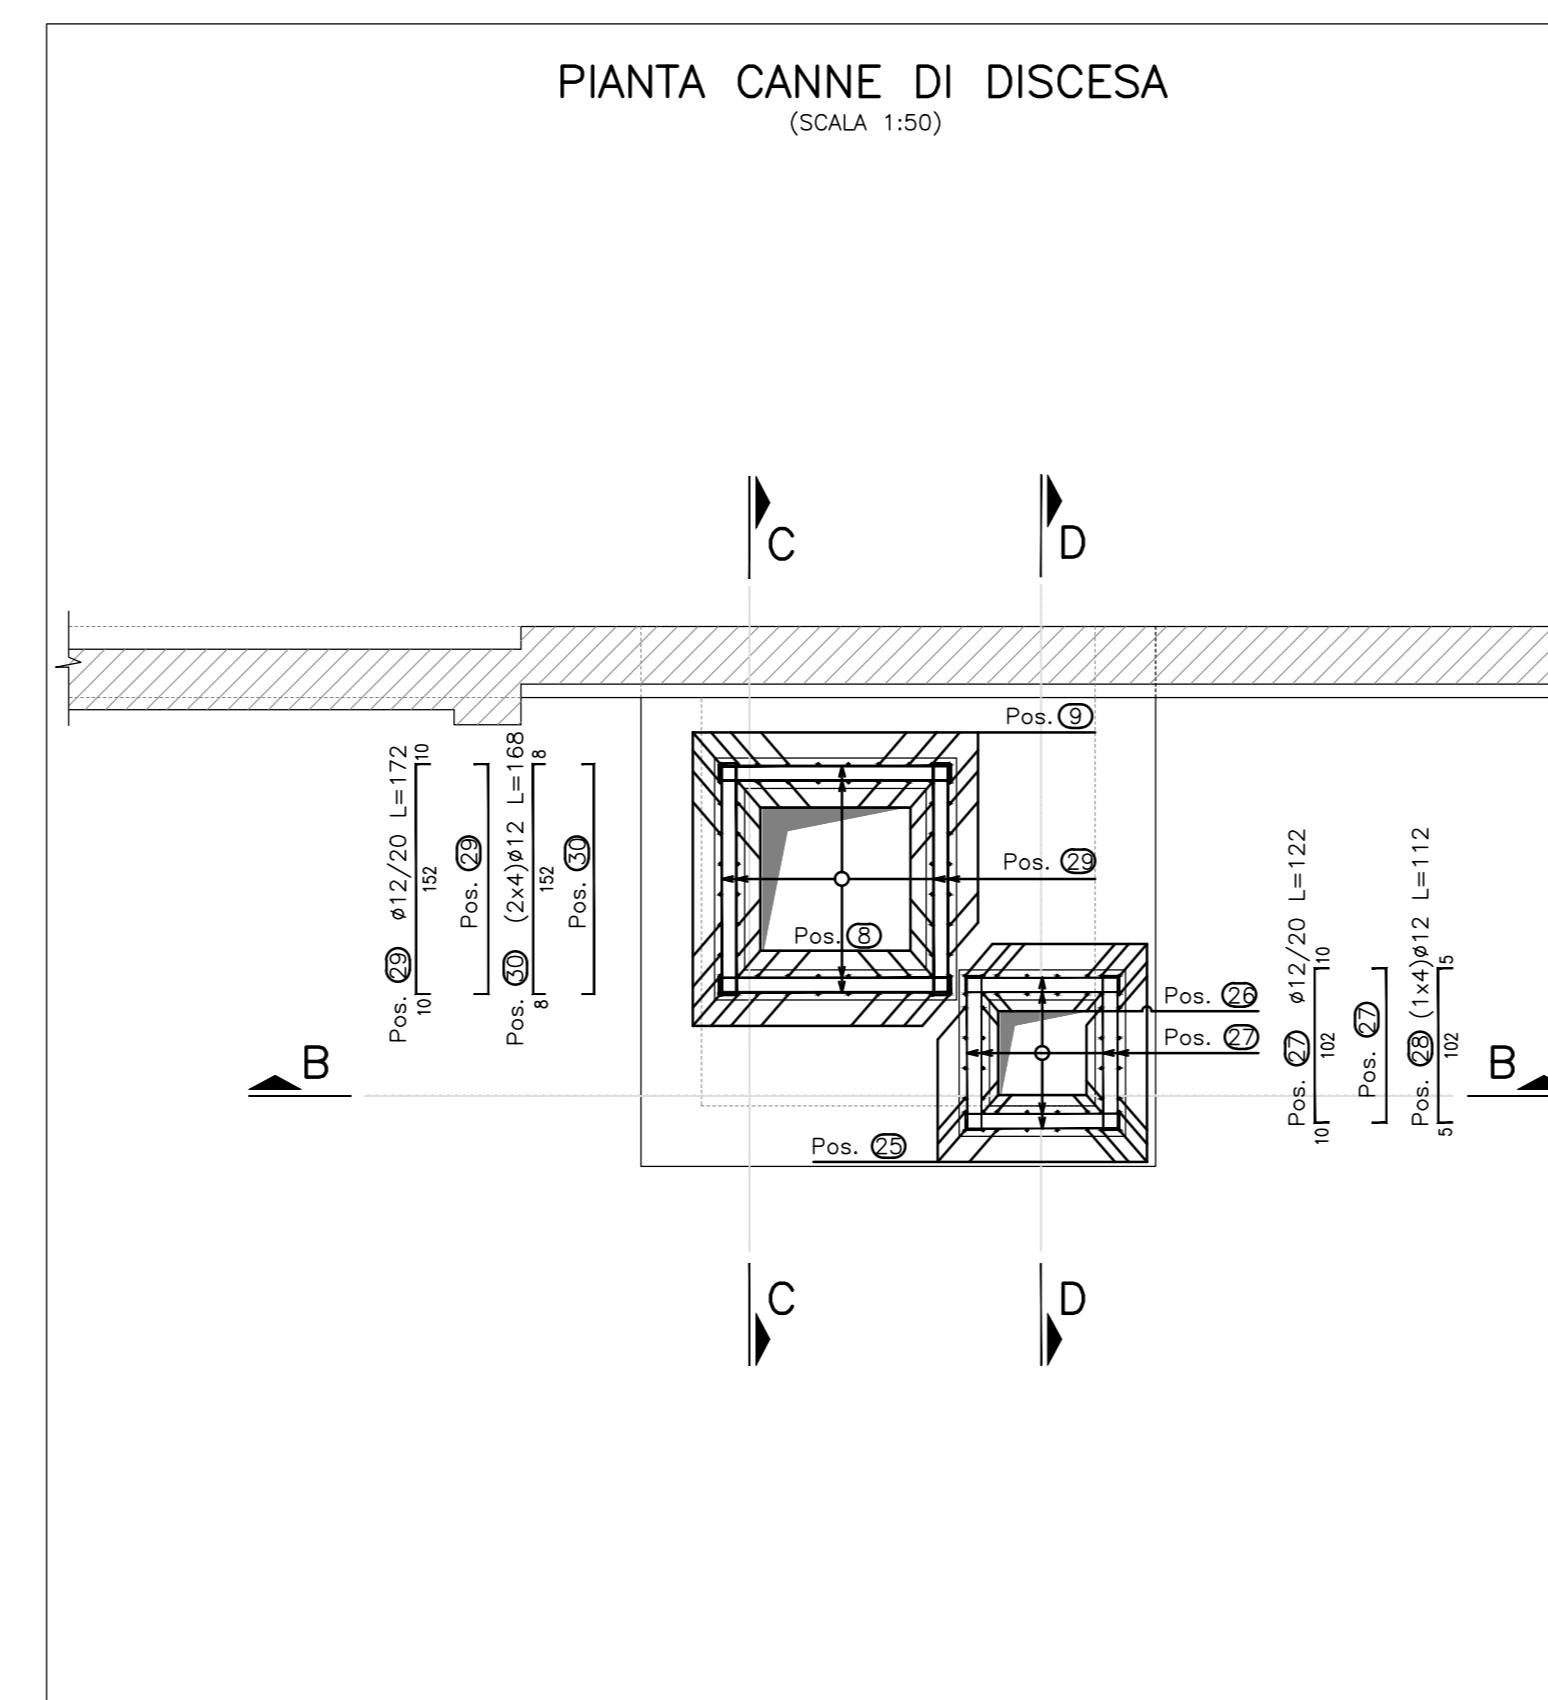 PIANTA CANNE DI DISCESA
(SCALA 1:50)
C
D
Pos. 9
Pos. 29 ø12/20 L=172
10
152
10
Pos. 29
Pos. 30 (2x4)ø12 L=168
8
152
8
Pos. 30
Pos. 29
Pos. 8
Pos. 26
Pos. 27
Pos. 27 ø12/20 L=122
10
102
10
Pos. 27
Pos. 28 (1x4)ø12 L=112
5
102
5
B
B
Pos. 25
C
D